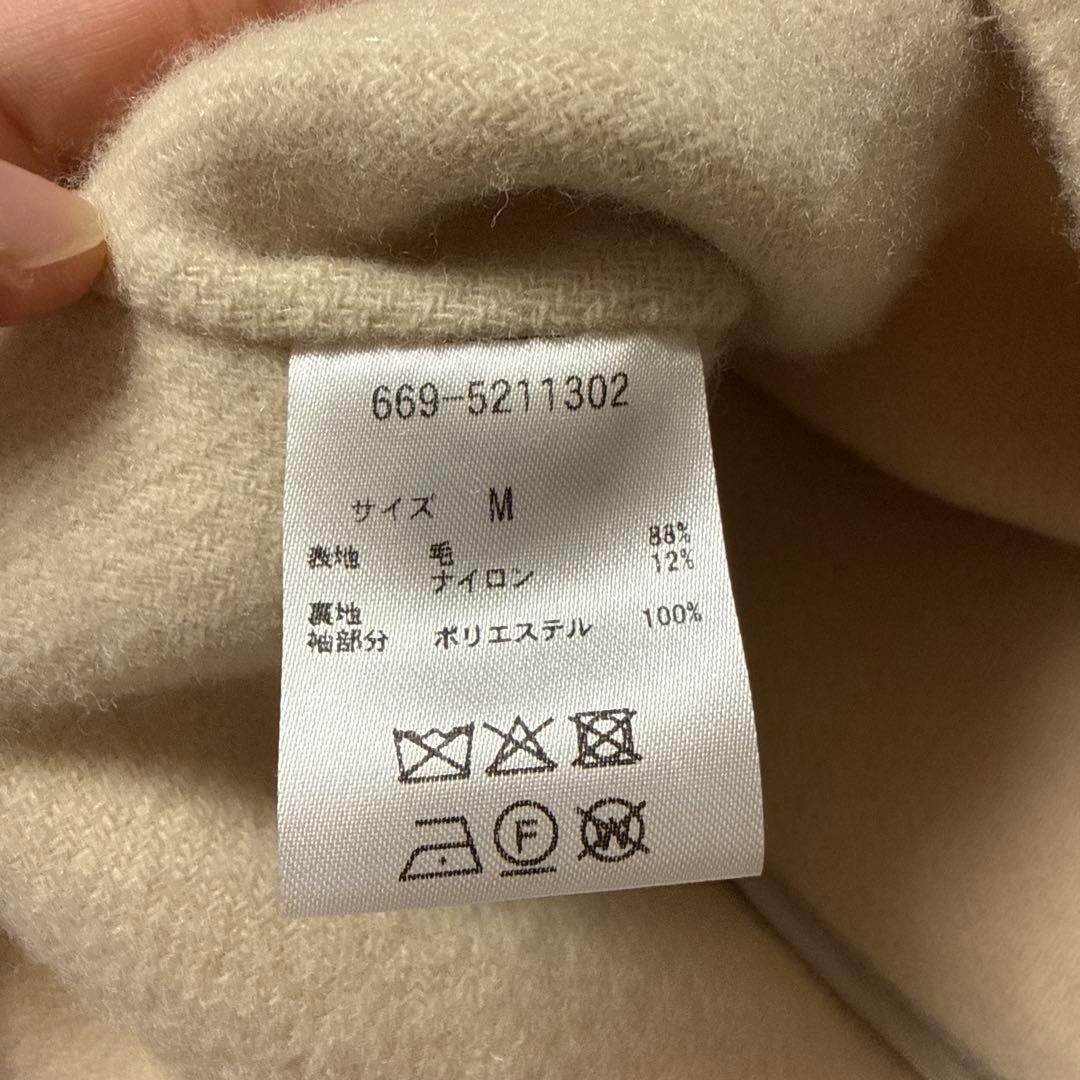 669-5211302
サイズ M
表地 毛 88%
ナイロン 12%
裏地
袖部分 ポリエステル 100%
F
W